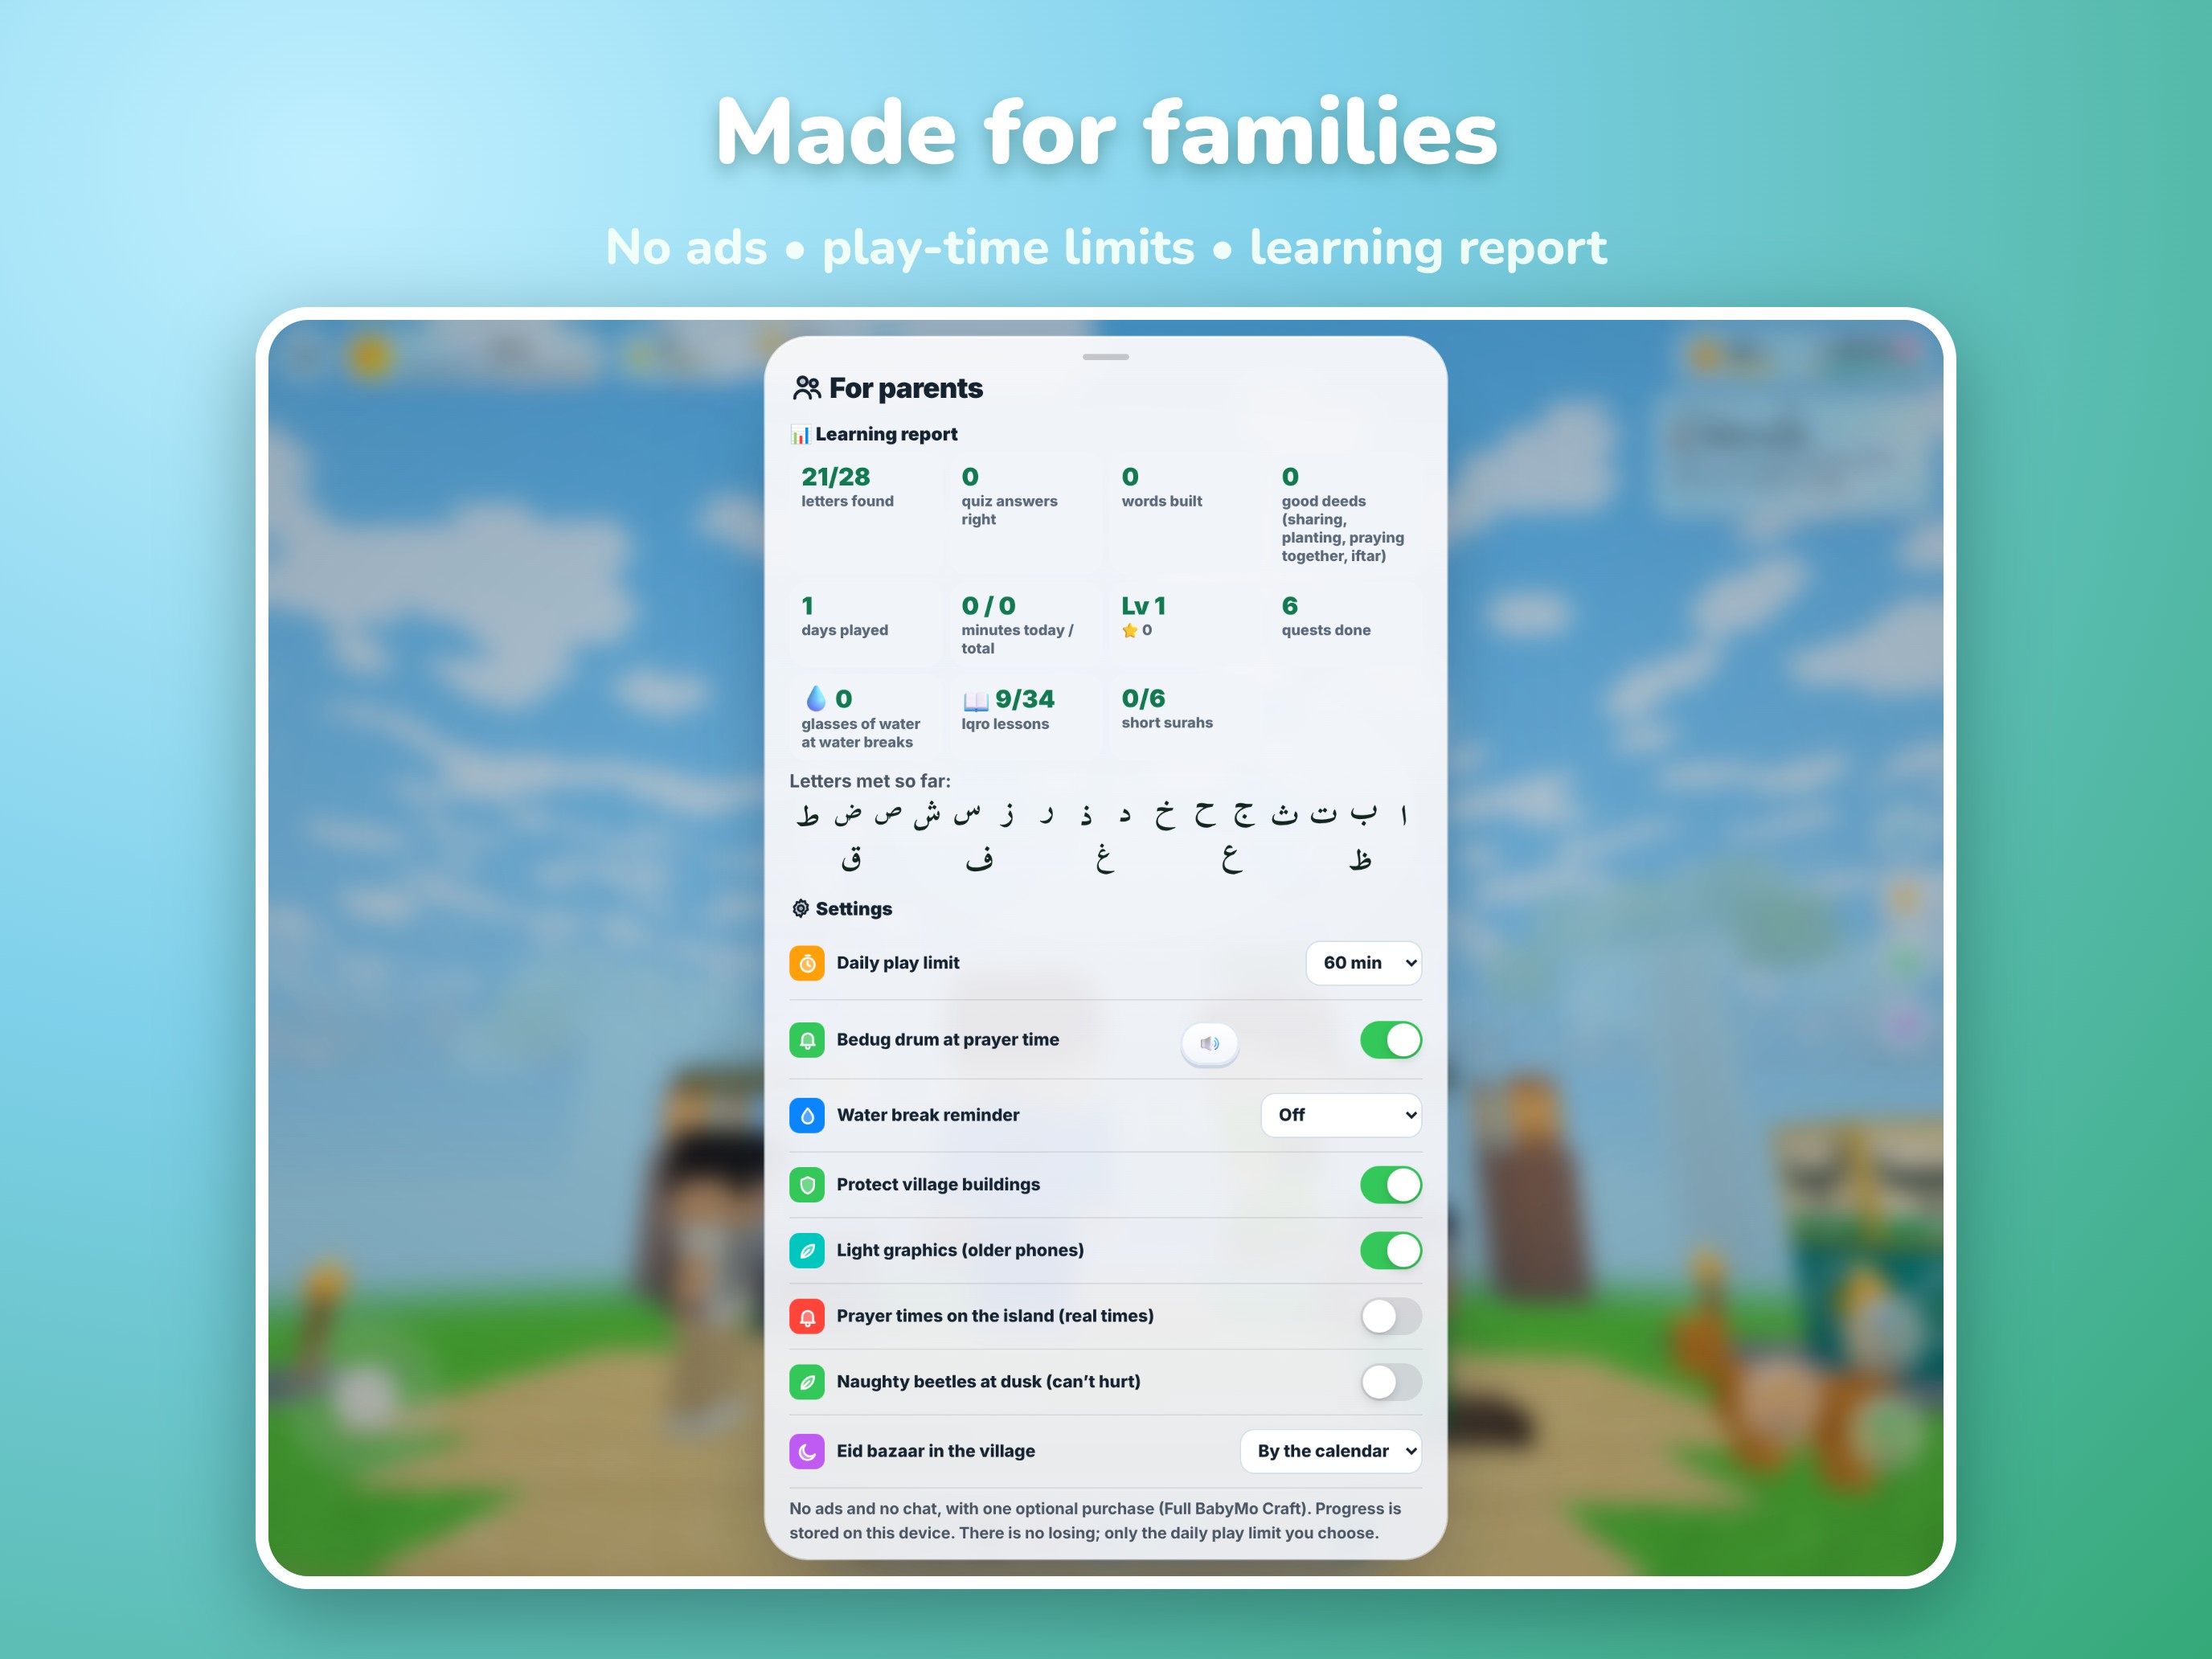 Made for families
No ads • play-time limits • learning report
For parents
📊 Learning report
21/28
letters found
0
quiz answers
right
0
words built
0
good deeds
(sharing,
planting, praying
together, iftar)
1
days played
0 / 0
minutes today /
total
Lv 1
⭐ 0
6
quests done
💧 0
glasses of water
at water breaks
📖 9/34
Iqro lessons
0/6
short surahs
Letters met so far:
ا ب ت ث ج ح خ د ذ ر ز س ش ص ض ط
ظ ع غ ف ق
Settings
Daily play limit
60 min
Bedug drum at prayer time
Water break reminder
Off
Protect village buildings
Light graphics (older phones)
Prayer times on the island (real times)
Naughty beetles at dusk (can’t hurt)
Eid bazaar in the village
By the calendar
No ads and no chat, with one optional purchase (Full BabyMo Craft). Progress is
stored on this device. There is no losing; only the daily play limit you choose.